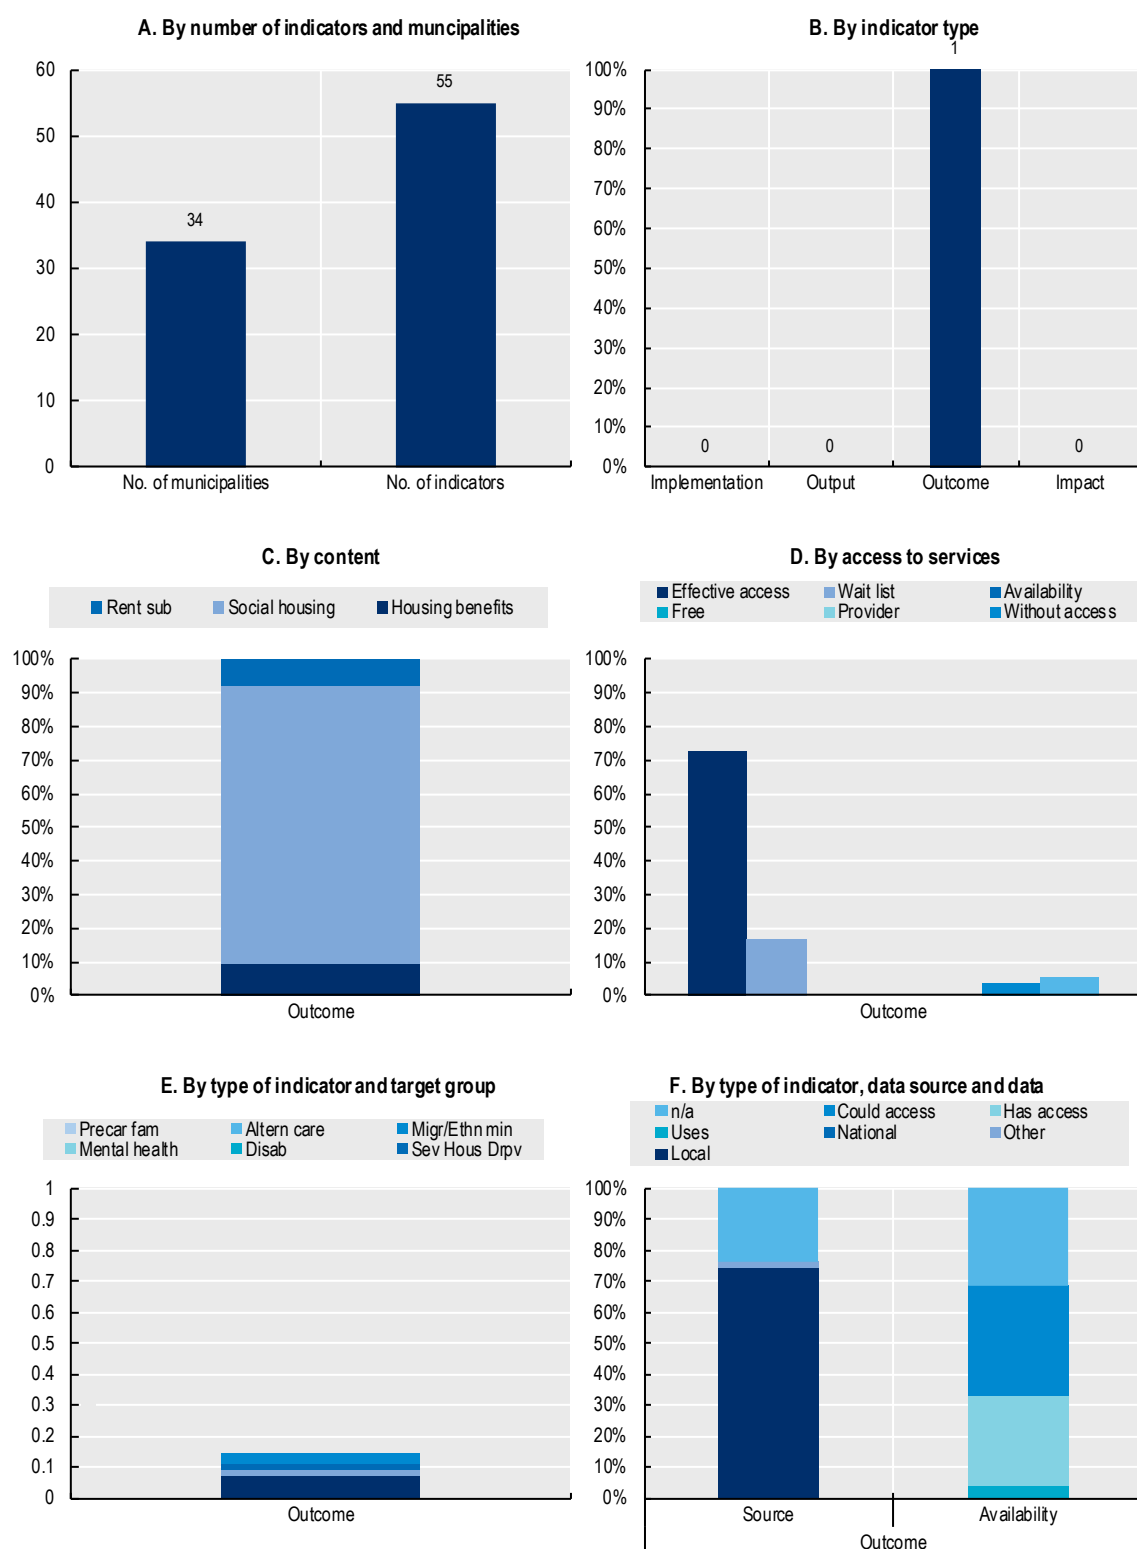 A. By number of indicators and muncipalities
60
50
40
30
20
10
0
34
55
No. of municipalities
No. of indicators
B. By indicator type
100%
90%
80%
70%
60%
50%
40%
30%
20%
10%
0%
0
0
1
0
Implementation
Output
Outcome
Impact
C. By content
Rent sub
Social housing
Housing benefits
100%
90%
80%
70%
60%
50%
40%
30%
20%
10%
0%
Outcome
D. By access to services
Effective access
Wait list
Availability
Free
Provider
Without access
100%
90%
80%
70%
60%
50%
40%
30%
20%
10%
0%
Outcome
E. By type of indicator and target group
Precar fam
Altern care
Migr/Ethn min
Mental health
Disab
Sev Hous Drpv
1
0.9
0.8
0.7
0.6
0.5
0.4
0.3
0.2
0.1
0
Outcome
F. By type of indicator, data source and data
n/a
Could access
Has access
Uses
National
Other
Local
100%
90%
80%
70%
60%
50%
40%
30%
20%
10%
0%
Source
Availability
Outcome